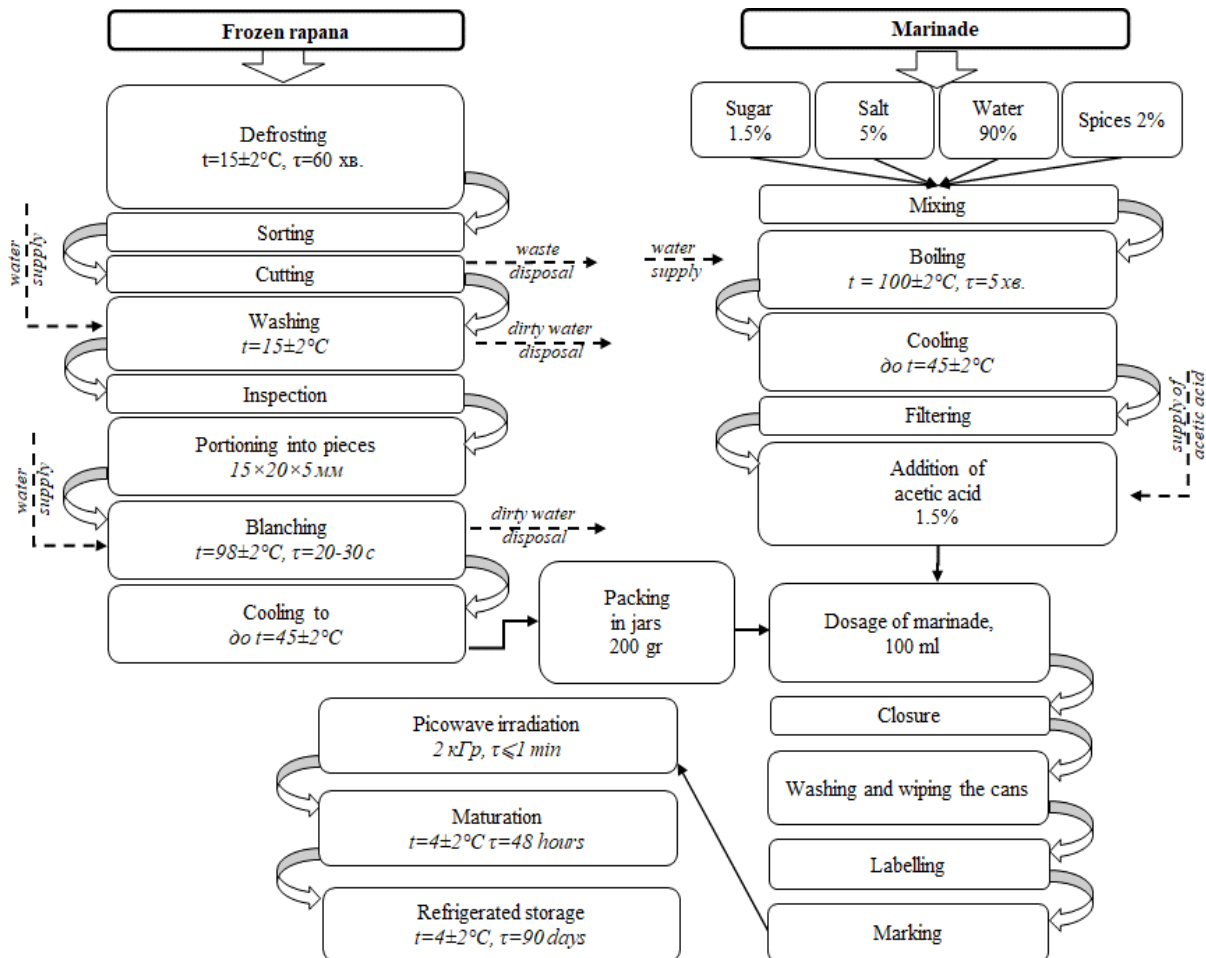 Frozen rapana
Defrosting
t=15±2°C, τ=60 хв.
Sorting
Cutting
waste
disposal
water
supply
Washing
t=15±2°C
dirty water
disposal
Inspection
Portioning into pieces
15×20×5 мм
water
supply
Blanching
t=98±2°C, τ=20-30 с
dirty water
disposal
Cooling to
до t=45±2°C
Marinade
Sugar
1.5%
Salt
5%
Water
90%
Spices 2%
Mixing
water
supply
Boiling
t = 100±2°C, τ=5 хв.
Cooling
до t=45±2°C
Filtering
supply of
acetic acid
Addition of
acetic acid
1.5%
Packing
in jars
200 gr
Dosage of marinade,
100 ml
Closure
Washing and wiping the cans
Labelling
Marking
Picowave irradiation
2 кГр, τ⩽1 min
Maturation
t=4±2°C τ=48 hours
Refrigerated storage
t=4±2°C, τ=90 days